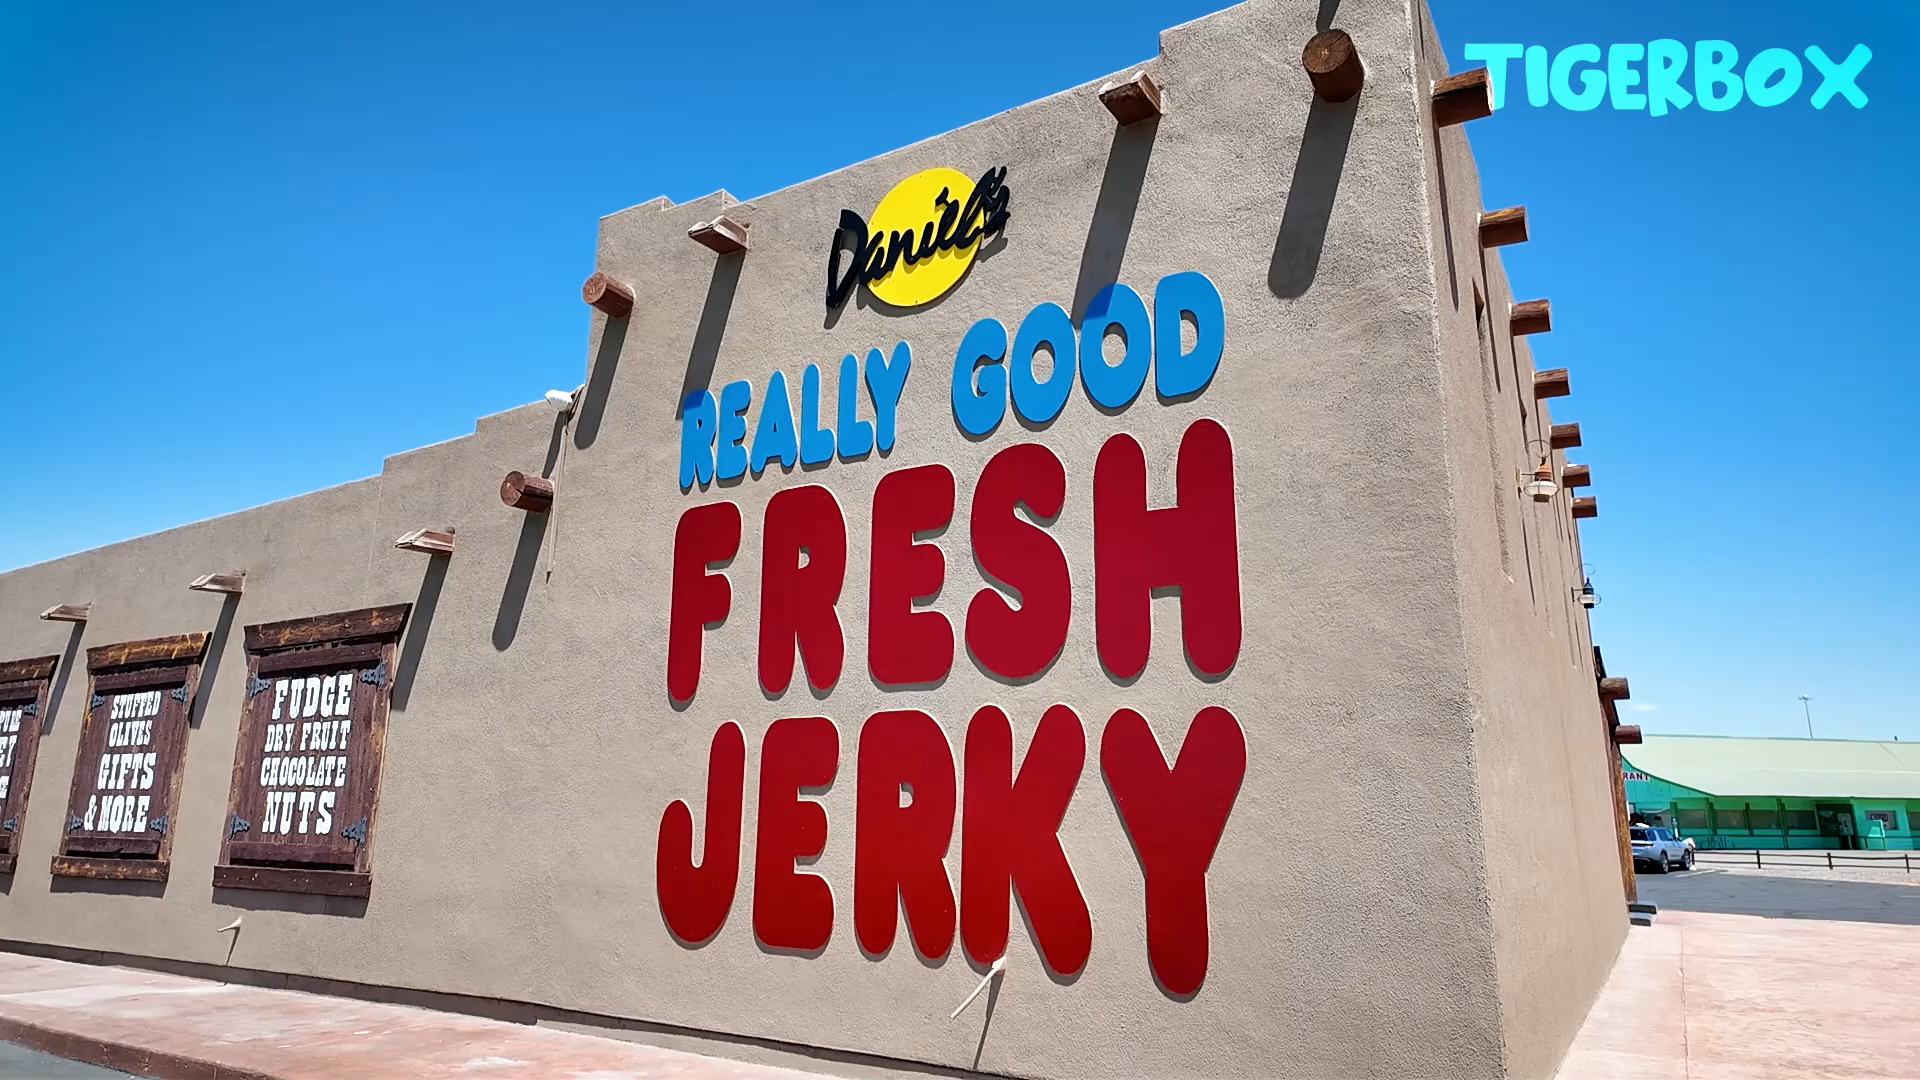 TIGERBOX
Daniel's
REALLY GOOD
FRESH
JERKY
STUFFED
OLIVES
GIFTS
& MORE
FUDGE
DRY FRUIT
CHOCOLATE
NUTS